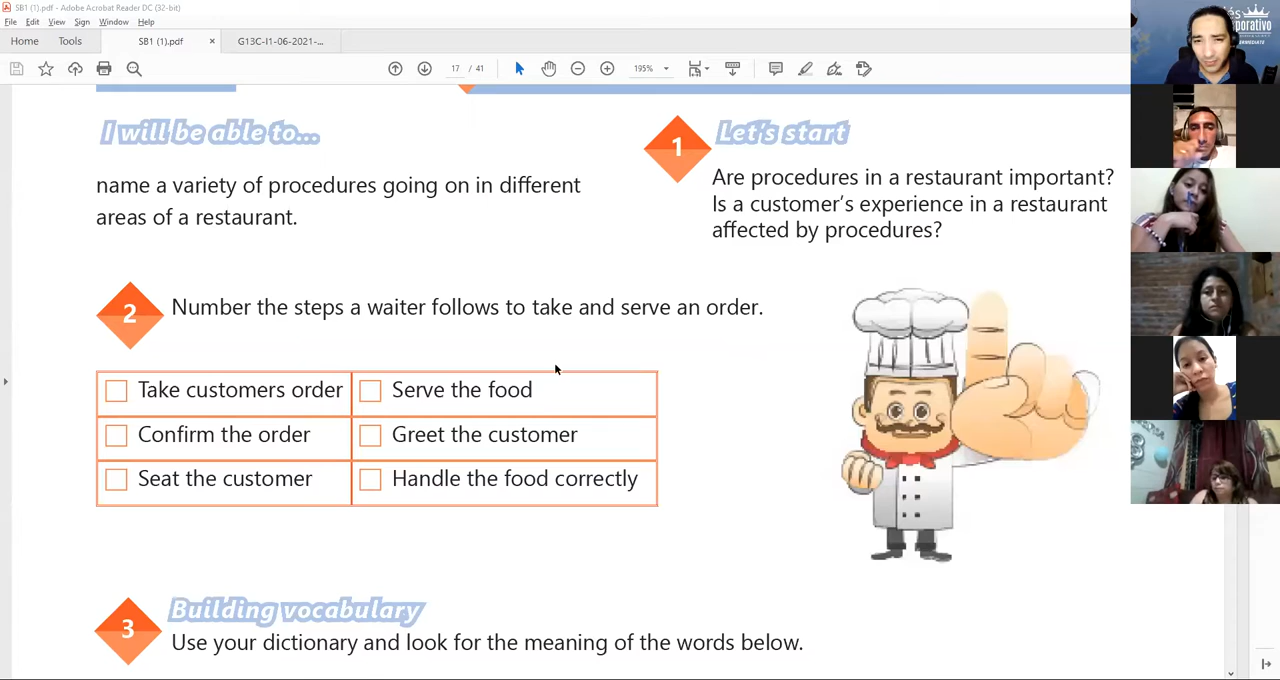 SB1 (1).pdf - Adobe Acrobat Reader DC (32-bit)
File Edit View Sign Window Help
Home Tools SB1 (1).pdf × G13C-I1-06-2021-...
17 / 41 195%
I will be able to...
name a variety of procedures going on in different
areas of a restaurant.
1 Let's start
Are procedures in a restaurant important?
Is a customer's experience in a restaurant
affected by procedures?
2 Number the steps a waiter follows to take and serve an order.
Take customers order Serve the food
Confirm the order Greet the customer
Seat the customer Handle the food correctly
3 Building vocabulary
Use your dictionary and look for the meaning of the words below.